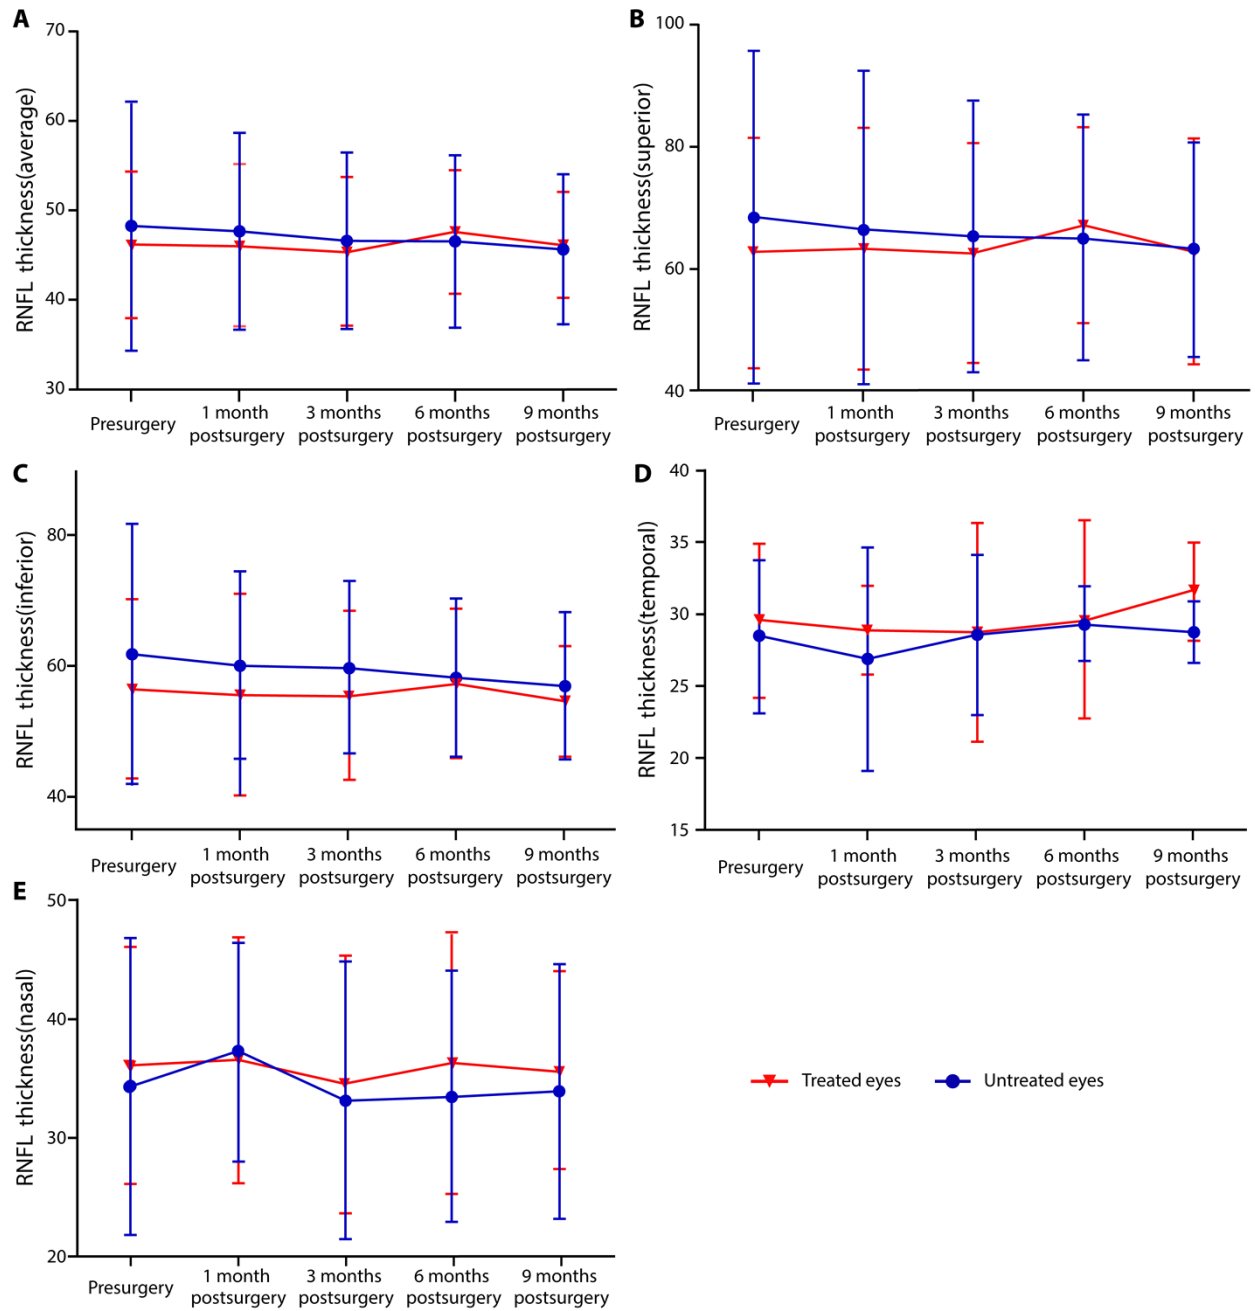 A
RNFL thickness(average)
70
60
50
40
30
Presurgery
1 month
postsurgery
3 months
postsurgery
6 months
postsurgery
9 months
postsurgery
B
RNFL thickness(superior)
100
80
60
40
Presurgery
1 month
postsurgery
3 months
postsurgery
6 months
postsurgery
9 months
postsurgery
C
RNFL thickness(inferior)
80
60
40
Presurgery
1 month
postsurgery
3 months
postsurgery
6 months
postsurgery
9 months
postsurgery
D
RNFL thickness(temporal)
40
35
30
25
20
15
Presurgery
1 month
postsurgery
3 months
postsurgery
6 months
postsurgery
9 months
postsurgery
E
RNFL thickness(nasal)
50
40
30
20
Presurgery
1 month
postsurgery
3 months
postsurgery
6 months
postsurgery
9 months
postsurgery
Treated eyes
Untreated eyes